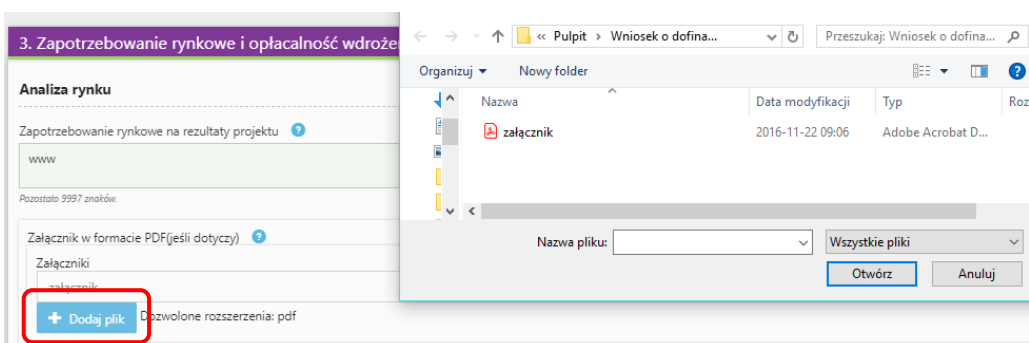 3. Zapotrzebowanie rynkowe i opłacalność wdroże
Analiza rynku
Zapotrzebowanie rynkowe na rezultaty projektu ?
www
Pozostało 9997 znaków.
Załącznik w formacie PDF(jeśli dotyczy) ?
Załączniki
załącznik
+ Dodaj plik Dozwolone rozszerzenia: pdf
« Pulpit > Wniosek o dofina...
Przeszukaj: Wniosek o dofina...
Organizuj Nowy folder ?
Nazwa Data modyfikacji Typ Roz
załącznik 2016-11-22 09:06 Adobe Acrobat D...
Nazwa pliku: Wszystkie pliki
Otwórz Anuluj